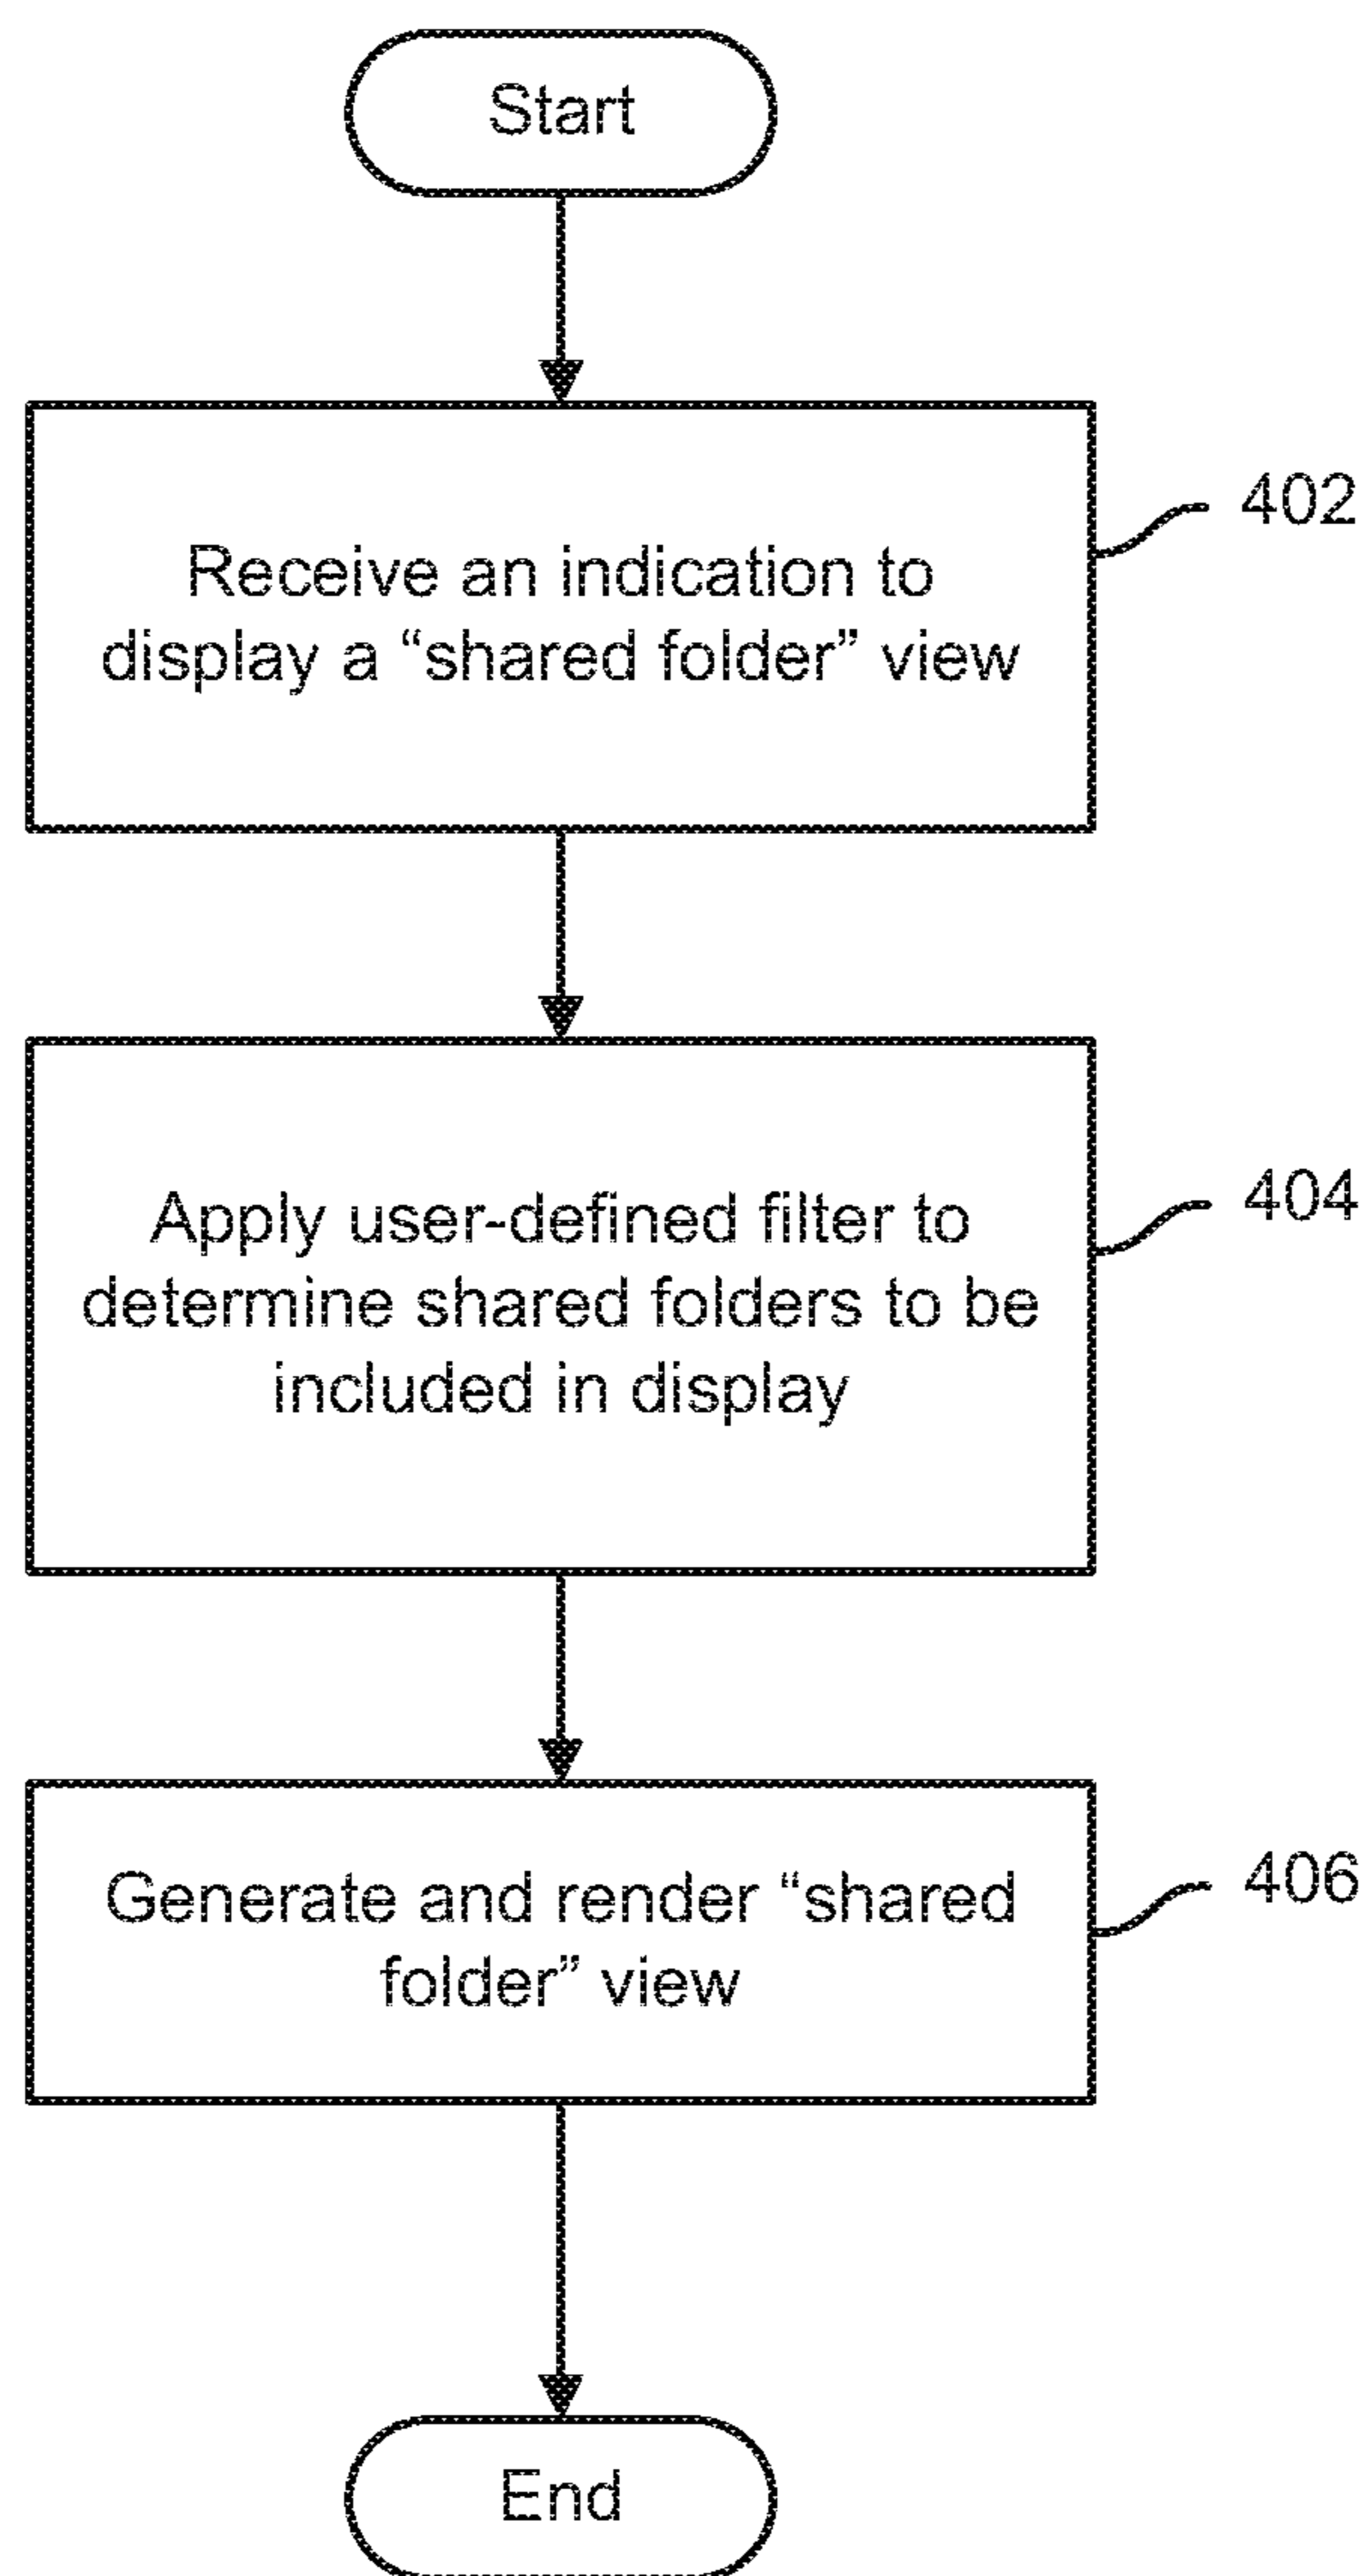 Start
Receive an indication to
display a “shared folder” view
402
Apply user-defined filter to
determine shared folders to be
included in display
404
Generate and render “shared
folder” view
406
End